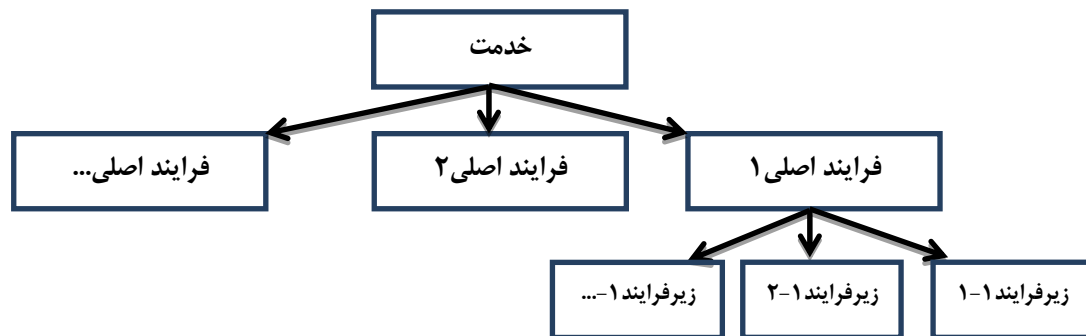 خدمت
فرایند اصلی۱
فرایند اصلی۲
فرایند اصلی...
زیرفرایند۱-۱
زیرفرایند۱-۲
زیرفرایند۱-...